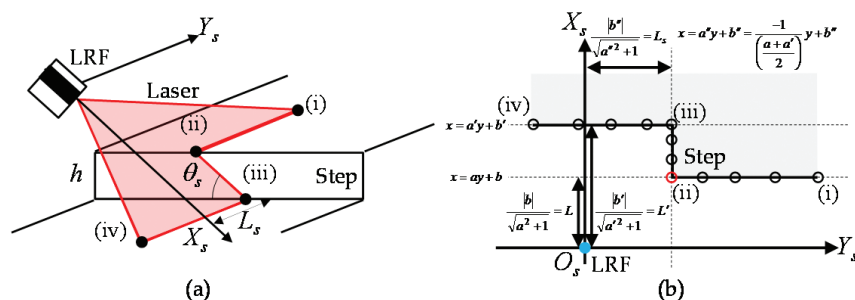 Y_s
LRF
Laser
(i)
(ii)
h
θ_s
(iii)
Step
(iv)
X_s
L_s
(a)
X_s
|b''| / √(a''² + 1) = L_s
x = a''y + b'' = -1 / ((a + a') / 2) y + b''
(iv)
(iii)
x = a'y + b'
Step
x = ay + b
(ii)
(i)
|b| / √(a² + 1) = L
|b'| / √(a'² + 1) = L'
O_s
LRF
Y_s
(b)